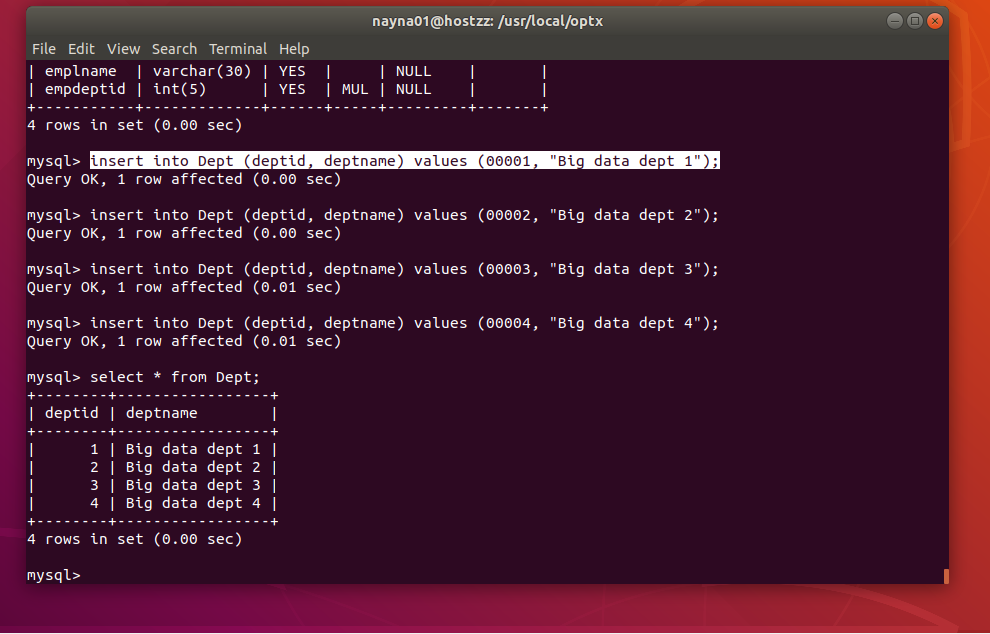 nayna01@hostzz: /usr/local/optx
File Edit View Search Terminal Help
| emplname  | varchar(30) | YES  |     | NULL    |       |
| empdeptid | int(5)      | YES  | MUL | NULL    |       |
+-----------+-------------+------+-----+---------+-------+
4 rows in set (0.00 sec)
mysql> insert into Dept (deptid, deptname) values (00001, "Big data dept 1");
Query OK, 1 row affected (0.00 sec)
mysql> insert into Dept (deptid, deptname) values (00002, "Big data dept 2");
Query OK, 1 row affected (0.00 sec)
mysql> insert into Dept (deptid, deptname) values (00003, "Big data dept 3");
Query OK, 1 row affected (0.01 sec)
mysql> insert into Dept (deptid, deptname) values (00004, "Big data dept 4");
Query OK, 1 row affected (0.01 sec)
mysql> select * from Dept;
+--------+-----------------+
| deptid | deptname        |
+--------+-----------------+
|      1 | Big data dept 1 |
|      2 | Big data dept 2 |
|      3 | Big data dept 3 |
|      4 | Big data dept 4 |
+--------+-----------------+
4 rows in set (0.00 sec)
mysql>